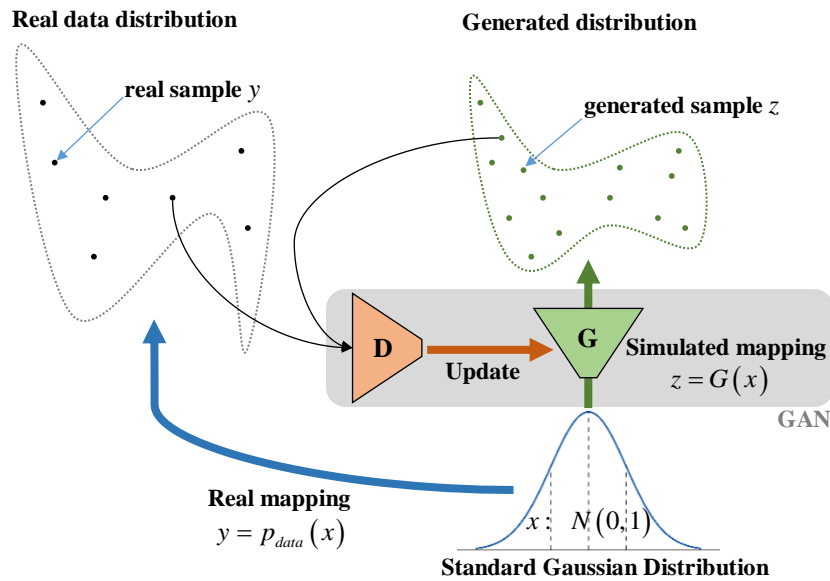 Real data distribution
Generated distribution
real sample y
generated sample z
D
Update
G
Simulated mapping
z = G(x)
GAN
Real mapping
y = p_data(x)
x : N(0,1)
Standard Gaussian Distribution